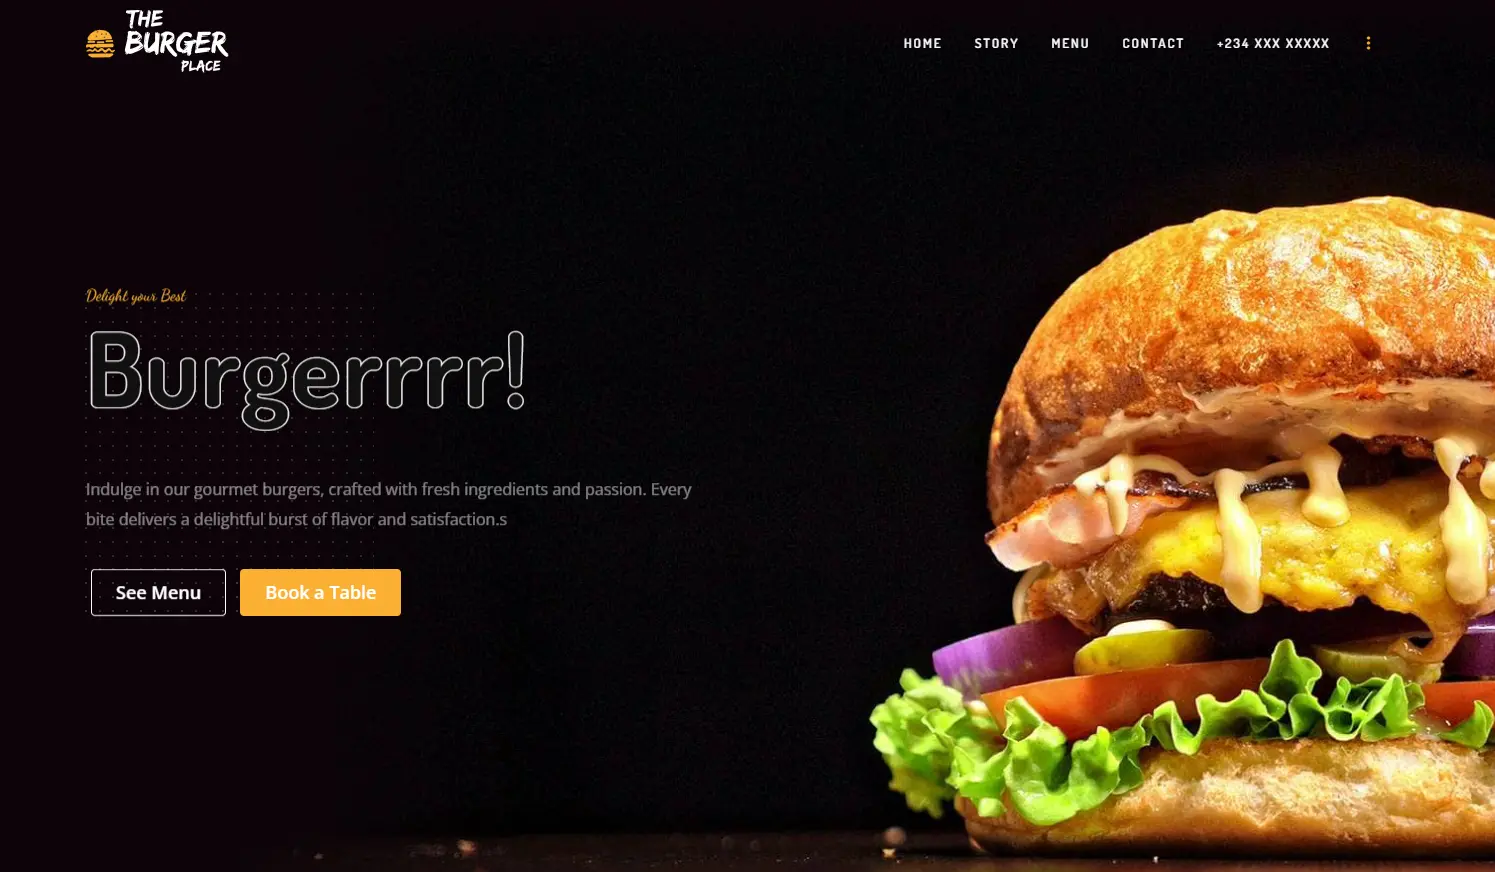 THE
BURGER
PLACE
HOME STORY MENU CONTACT +234 XXX XXXXX
Delight your Best
Burgerrrr!
Indulge in our gourmet burgers, crafted with fresh ingredients and passion. Every
bite delivers a delightful burst of flavor and satisfaction.s
See Menu Book a Table